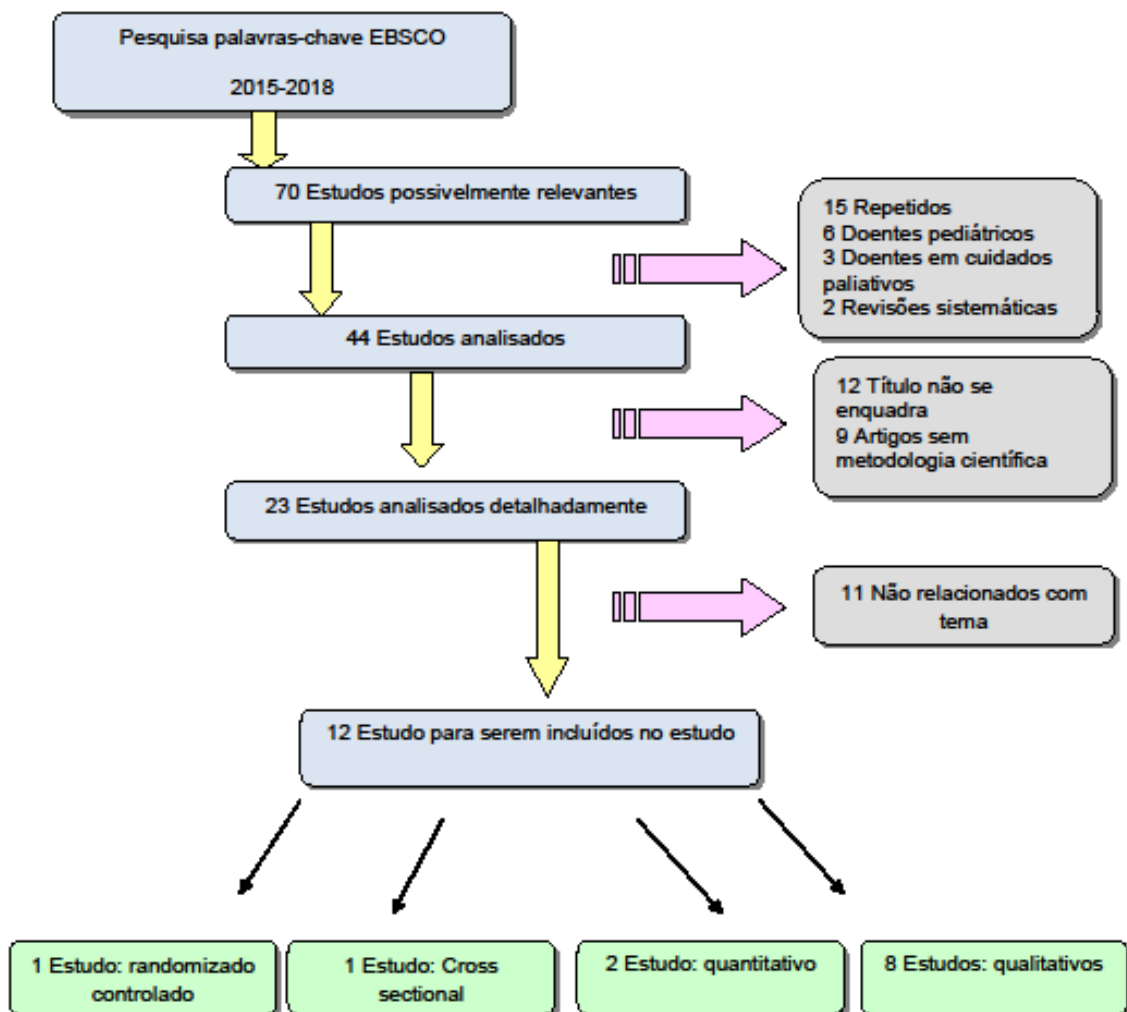 Pesquisa palavras-chave EBSCO
2015-2018
70 Estudos possivelmente relevantes
15 Repetidos
6 Doentes pediátricos
3 Doentes em cuidados
paliativos
2 Revisões sistemáticas
44 Estudos analisados
12 Título não se
enquadra
9 Artigos sem
metodologia científica
23 Estudos analisados detalhadamente
11 Não relacionados com
tema
12 Estudo para serem incluídos no estudo
1 Estudo: randomizado
controlado
1 Estudo: Cross
sectional
2 Estudo: quantitativo
8 Estudos: qualitativos